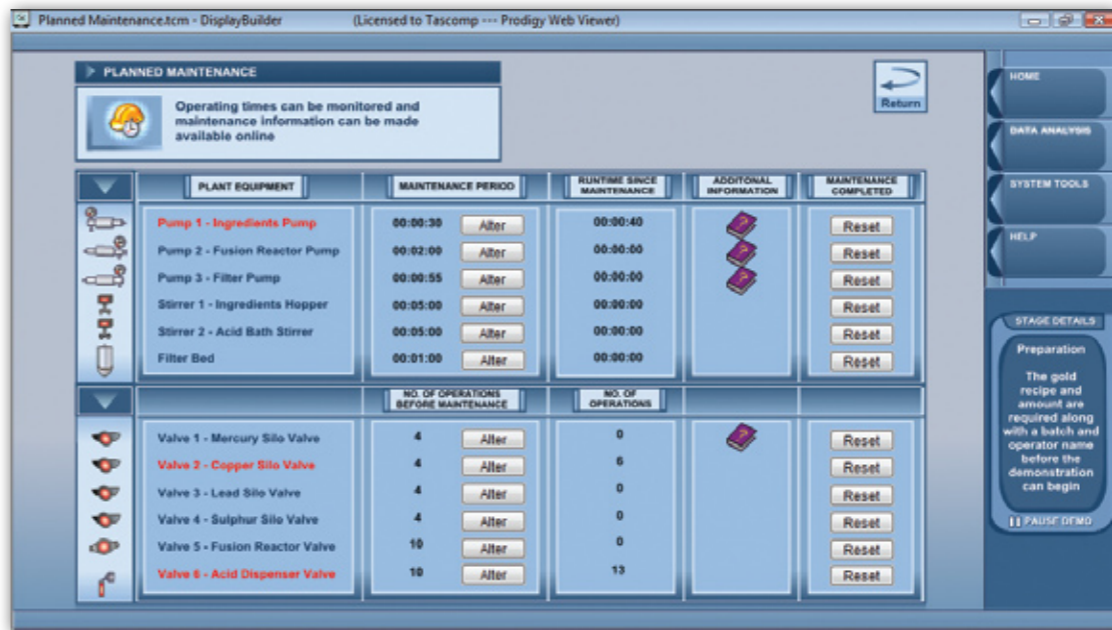 Planned Maintenance.tcm - DisplayBuilder (Licensed to Tascomp --- Prodigy Web Viewer)
PLANNED MAINTENANCE
Operating times can be monitored and
maintenance information can be made
available online
Return
HOME
DATA ANALYSIS
SYSTEM TOOLS
HELP
PLANT EQUIPMENT MAINTENANCE PERIOD RUNTIME SINCE MAINTENANCE ADDITONAL INFORMATION MAINTENANCE COMPLETED
Pump 1 - Ingredients Pump 00:00:30 Alter 00:00:40 Reset
Pump 2 - Fusion Reactor Pump 00:02:00 Alter 00:00:00 Reset
Pump 3 - Filter Pump 00:00:55 Alter 00:00:00 Reset
Stirrer 1 - Ingredients Hopper 00:05:00 Alter 00:00:00 Reset
Stirrer 2 - Acid Bath Stirrer 00:05:00 Alter 00:00:00 Reset
Filter Bed 00:01:00 Alter 00:00:00 Reset
NO. OF OPERATIONS BEFORE MAINTENANCE NO. OF OPERATIONS
Valve 1 - Mercury Silo Valve 4 Alter 0 Reset
Valve 2 - Copper Silo Valve 4 Alter 6 Reset
Valve 3 - Lead Silo Valve 4 Alter 0 Reset
Valve 4 - Sulphur Silo Valve 4 Alter 0 Reset
Valve 5 - Fusion Reactor Valve 10 Alter 0 Reset
Valve 6 - Acid Dispenser Valve 10 Alter 13 Reset
STAGE DETAILS
Preparation
The gold
recipe and
amount are
required along
with a batch and
operator name
before the
demonstration
can begin
PAUSE DEMO